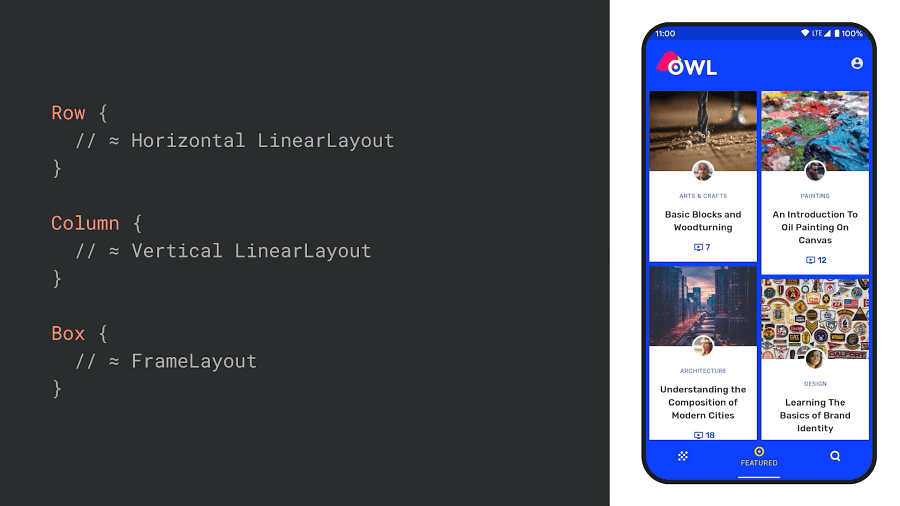 Row {
// ≈ Horizontal LinearLayout
}
Column {
// ≈ Vertical LinearLayout
}
Box {
// ≈ FrameLayout
}
11:00
LTE
100%
OWL
ARTS & CRAFTS
Basic Blocks and
Woodturning
7
PAINTING
An Introduction To
Oil Painting On
Canvas
12
ARCHITECTURE
Understanding the
Composition of
Modern Cities
18
DESIGN
Learning The
Basics of Brand
Identity
FEATURED